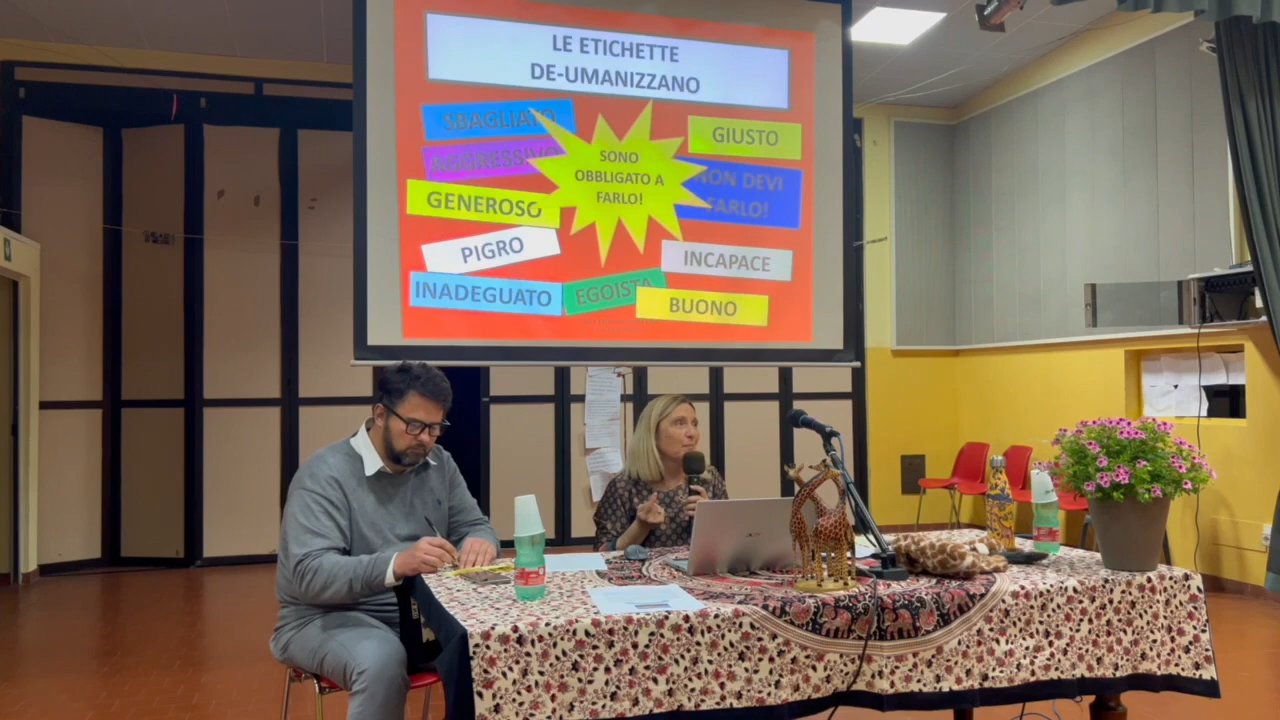 LE ETICHETTE
DE-UMANIZZANO
SBAGLIATO
AGGRESSIVO
GENEROSO
PIGRO
INADEGUATO
EGOISTA
SONO
OBBLIGATO A
FARLO!
GIUSTO
NON DEVI
FARLO!
INCAPACE
BUONO